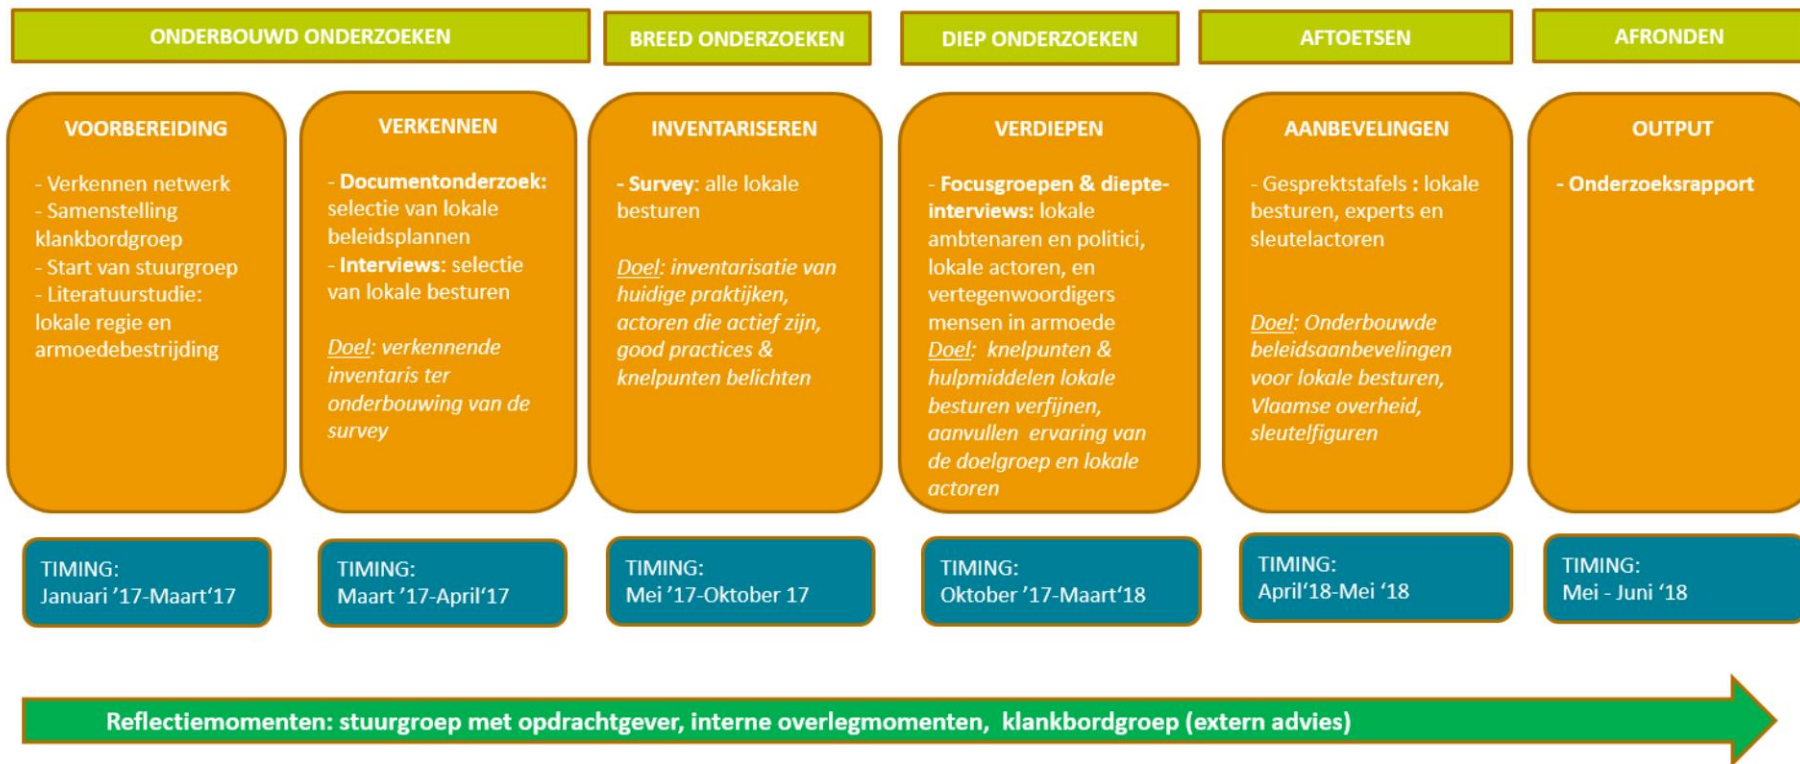 ONDERBOUWD ONDERZOEKEN
BREED ONDERZOEKEN
DIEP ONDERZOEKEN
AFTOETSEN
AFRONDEN
VOORBEREIDING
- Verkennen netwerk
- Samenstelling
klankbordgroep
- Start van stuurgroep
- Literatuurstudie:
lokale regie en
armoedebestrijding
VERKENNEN
- Documentonderzoek:
selectie van lokale
beleidsplannen
- Interviews: selectie
van lokale besturen
Doel: verkennende
inventaris ter
onderbouwing van de
survey
INVENTARISEREN
- Survey: alle lokale
besturen
Doel: inventarisatie van
huidige praktijken,
actoren die actief zijn,
good practices &
knelpunten belichten
VERDIEPEN
- Focusgroepen & diepte-
interviews: lokale
ambtenaren en politici,
lokale actoren, en
vertegenwoordigers
mensen in armoede
Doel: knelpunten &
hulpmiddelen lokale
besturen verfijnen,
aanvullen ervaring van
de doelgroep en lokale
actoren
AANBEVELINGEN
- Gesprektstafels : lokale
besturen, experts en
sleutelactoren
Doel: Onderbouwde
beleidsaanbevelingen
voor lokale besturen,
Vlaamse overheid,
sleutelfiguren
OUTPUT
- Onderzoeksrapport
TIMING:
Januari ’17-Maart‘17
TIMING:
Maart ’17-April‘17
TIMING:
Mei ’17-Oktober 17
TIMING:
Oktober ’17-Maart‘18
TIMING:
April‘18-Mei ‘18
TIMING:
Mei - Juni ‘18
Reflectiemomenten: stuurgroep met opdrachtgever, interne overlegmomenten, klankbordgroep (extern advies)